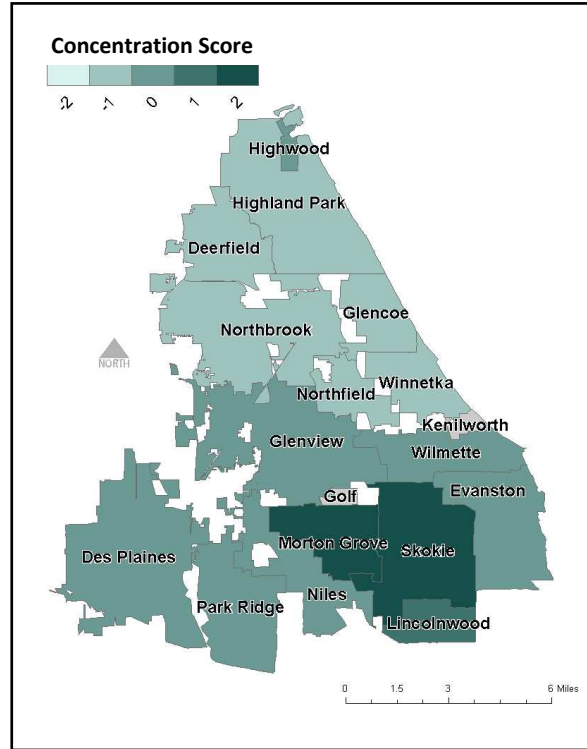 Concentration Score
-2 -1 0 1 2
Highwood
Highland Park
Deerfield
Glencoe
Northbrook
NORTH
Winnetka
Northfield
Kenilworth
Glenview
Wilmette
Evanston
Golf
Morton Grove
Skokie
Des Plaines
Niles
Park Ridge
Lincolnwood
0 1.5 3 6 Miles